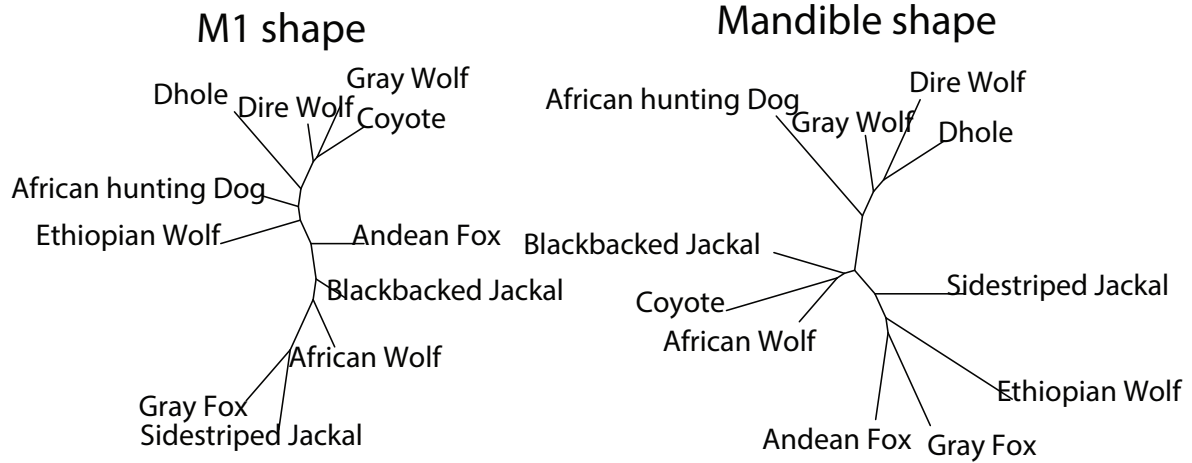 M1 shape
Gray Wolf
Dhole
Dire Wolf
Coyote
African hunting Dog
Ethiopian Wolf
Andean Fox
Blackbacked Jackal
African Wolf
Gray Fox
Sidestriped Jackal
Mandible shape
Dire Wolf
African hunting Dog
Gray Wolf
Dhole
Blackbacked Jackal
Sidestriped Jackal
Coyote
African Wolf
Ethiopian Wolf
Andean Fox
Gray Fox